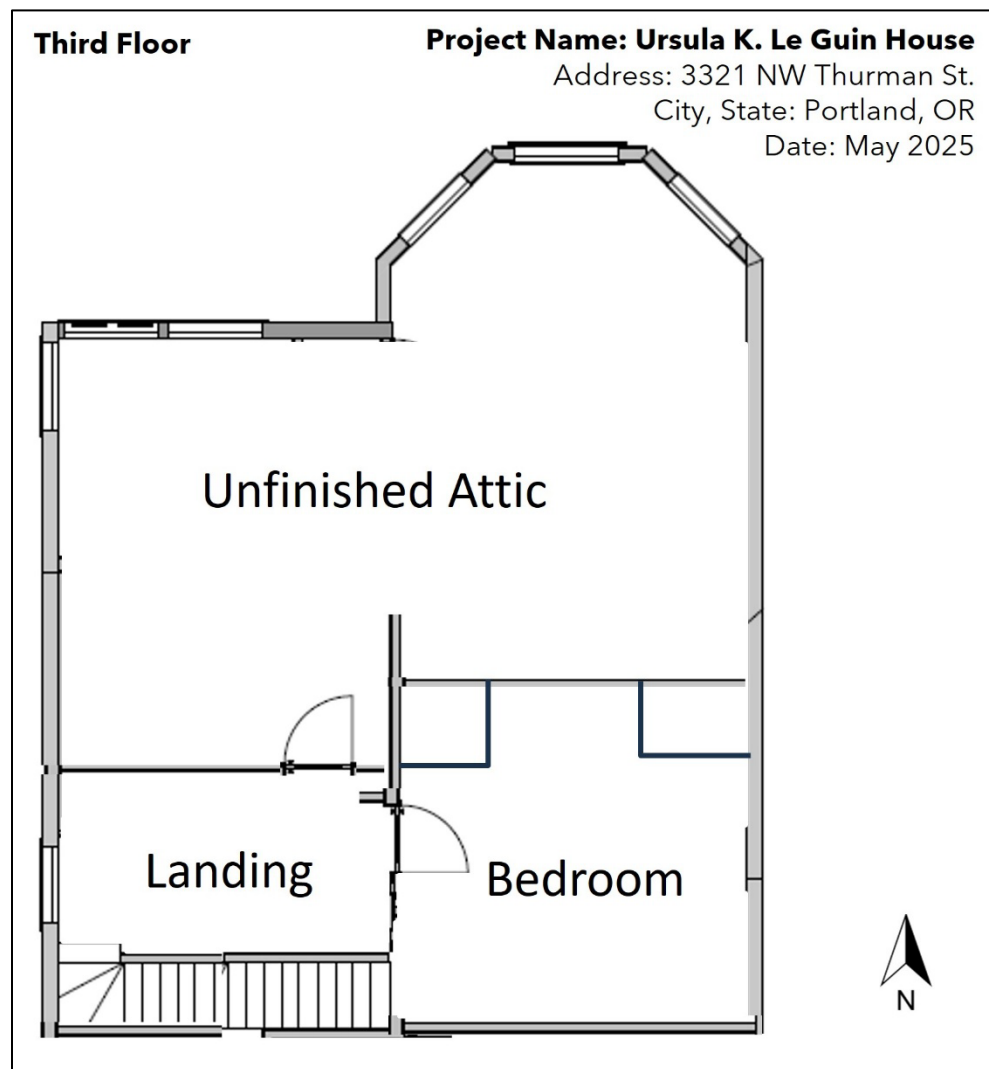 Third Floor
Project Name: Ursula K. Le Guin House
Address: 3321 NW Thurman St.
City, State: Portland, OR
Date: May 2025
Unfinished Attic
Landing
Bedroom
N